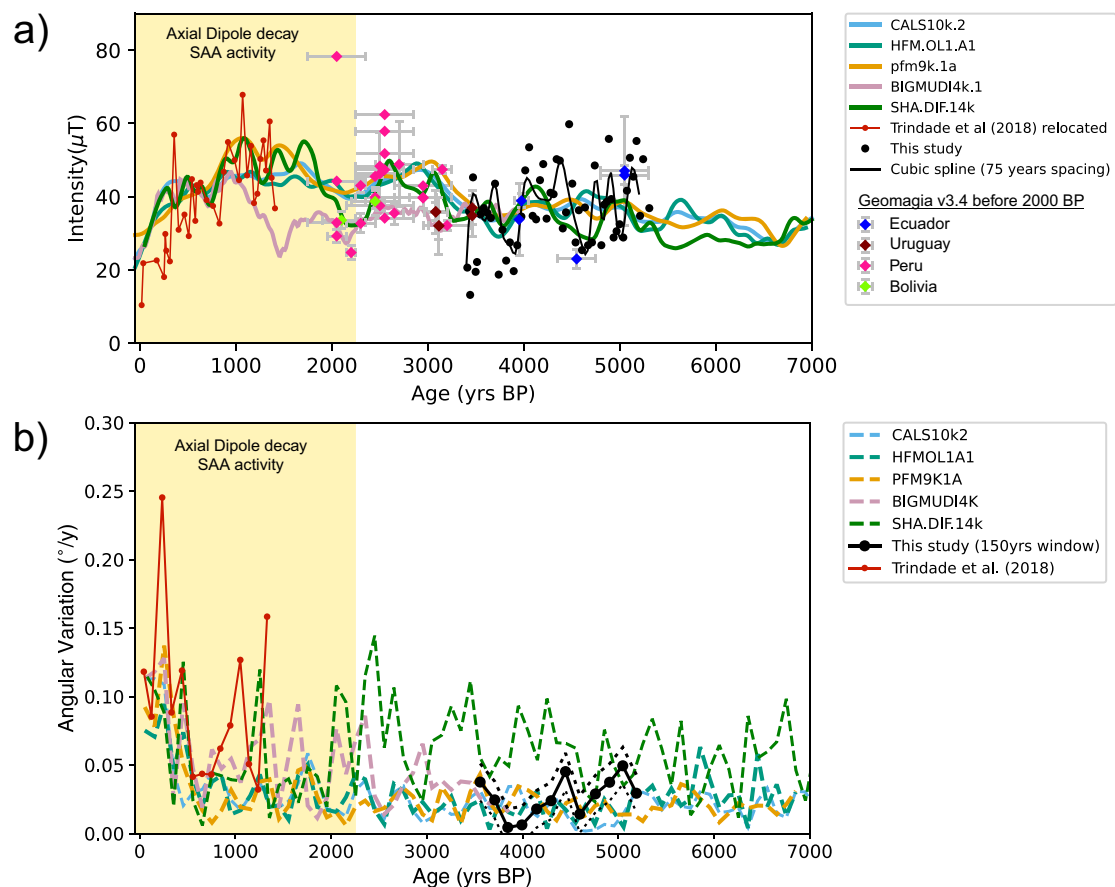 a)
Axial Dipole decay
SAA activity
80
60
40
20
0
Intensity(μT)
0 1000 2000 3000 4000 5000 6000 7000
Age (yrs BP)
CALS10k.2
HFM.OL1.A1
pfm9k.1a
BIGMUDI4k.1
SHA.DIF.14k
Trindade et al (2018) relocated
This study
Cubic spline (75 years spacing)
Geomagia v3.4 before 2000 BP
Ecuador
Uruguay
Peru
Bolivia
b)
Axial Dipole decay
SAA activity
0.30
0.25
0.20
0.15
0.10
0.05
0.00
Angular Variation (°/y)
0 1000 2000 3000 4000 5000 6000 7000
Age (yrs BP)
CALS10k2
HFMOL1A1
PFM9K1A
BIGMUDI4K
SHA.DIF.14k
This study (150yrs window)
Trindade et al. (2018)